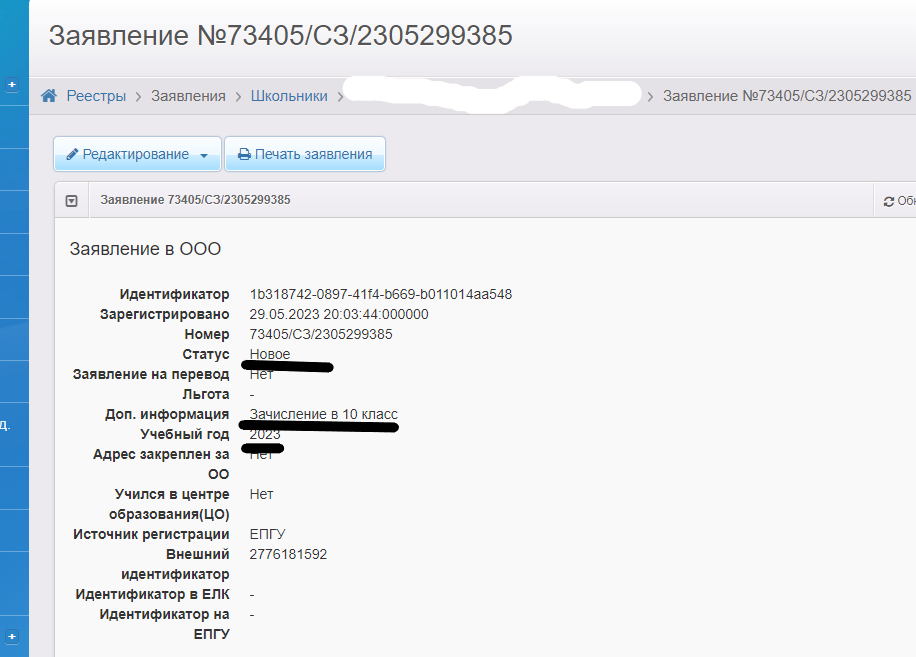 Заявление №73405/СЗ/2305299385
Реестры > Заявления > Школьники > > Заявление №73405/СЗ/2305299385
Редактирование Печать заявления
Заявление 73405/СЗ/2305299385
Заявление в ООО
Идентификатор 1b318742-0897-41f4-b669-b011014aa548
Зарегистрировано 29.05.2023 20:03:44:000000
Номер 73405/СЗ/2305299385
Статус Новое
Заявление на перевод Нет
Льгота -
Доп. информация Зачисление в 10 класс
Учебный год 2023
Адрес закреплен за Нет
ОО
Учился в центре Нет
образования(ЦО)
Источник регистрации ЕПГУ
Внешний 2776181592
идентификатор
Идентификатор в ЕЛК -
Идентификатор на -
ЕПГУ